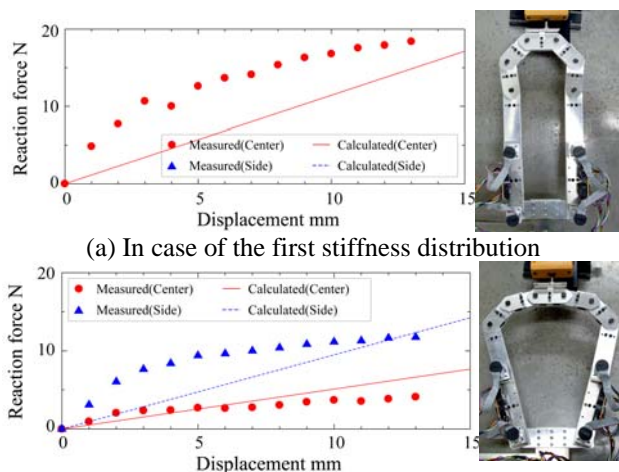 20
10
0
Reaction force N
Measured(Center) Calculated(Center)
Measured(Side) Calculated(Side)
0 5 10 15
Displacement mm
(a) In case of the first stiffness distribution
20
10
0
Reaction force N
Measured(Center) Calculated(Center)
Measured(Side) Calculated(Side)
0 5 10 15
Displacement mm